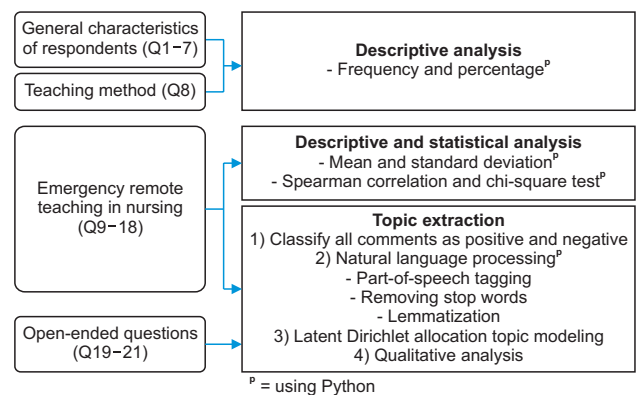 General characteristics
of respondents (Q1−7)
Teaching method (Q8)
Descriptive analysis
- Frequency and percentageᵖ
Emergency remote
teaching in nursing
(Q9−18)
Descriptive and statistical analysis
- Mean and standard deviationᵖ
- Spearman correlation and chi-square testᵖ
Open-ended questions
(Q19−21)
Topic extraction
1) Classify all comments as positive and negative
2) Natural language processingᵖ
- Part-of-speech tagging
- Removing stop words
- Lemmatization
3) Latent Dirichlet allocation topic modeling
4) Qualitative analysis
ᵖ = using Python